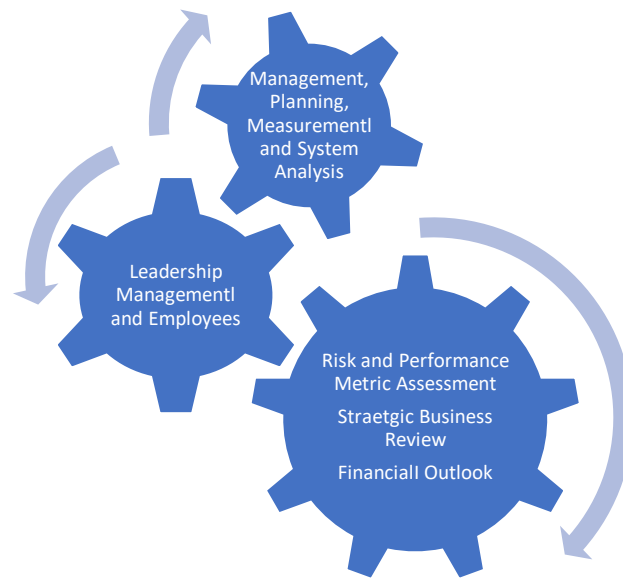 Management,
Planning,
Measurementl
and System
Analysis
Leadership
Managementl
and Employees
Risk and Performance
Metric Assessment
Straetgic Business
Review
Financiall Outlook